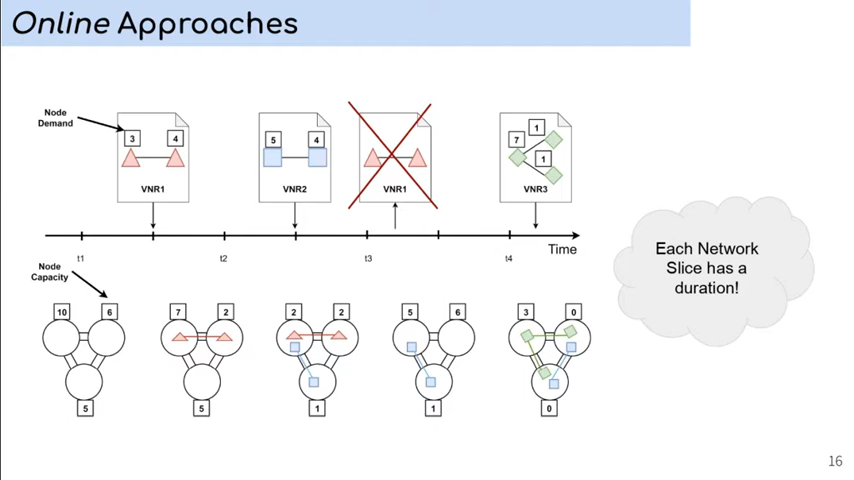 Online Approaches
Node
Demand
3 4
VNR1
5 4
VNR2
VNR1
7 1
1
VNR3
t1 t2 t3 t4
Time
Node
Capacity
10 6
5
7 2
5
2 2
1
5 6
1
3 0
0
Each Network
Slice has a
duration!
16